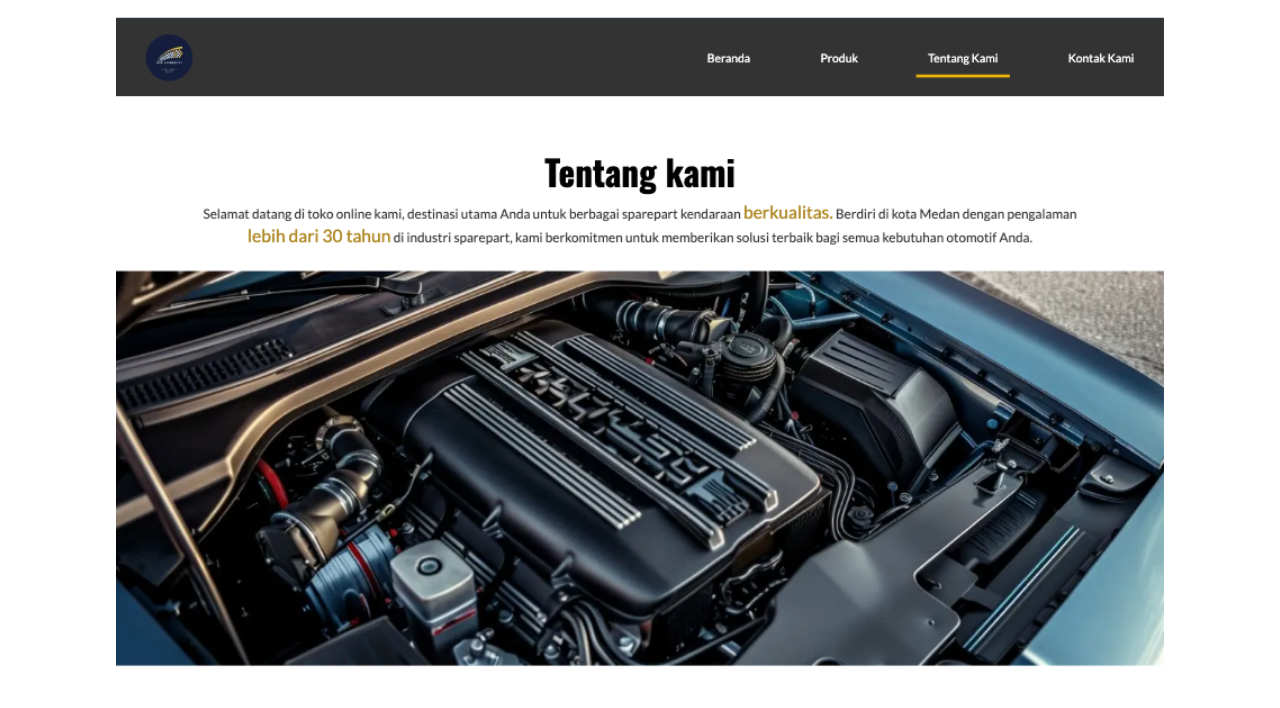 Beranda Produk Tentang Kami Kontak Kami
Tentang kami
Selamat datang di toko online kami, destinasi utama Anda untuk berbagai sparepart kendaraan berkualitas. Berdiri di kota Medan dengan pengalaman
lebih dari 30 tahun di industri sparepart, kami berkomitmen untuk memberikan solusi terbaik bagi semua kebutuhan otomotif Anda.